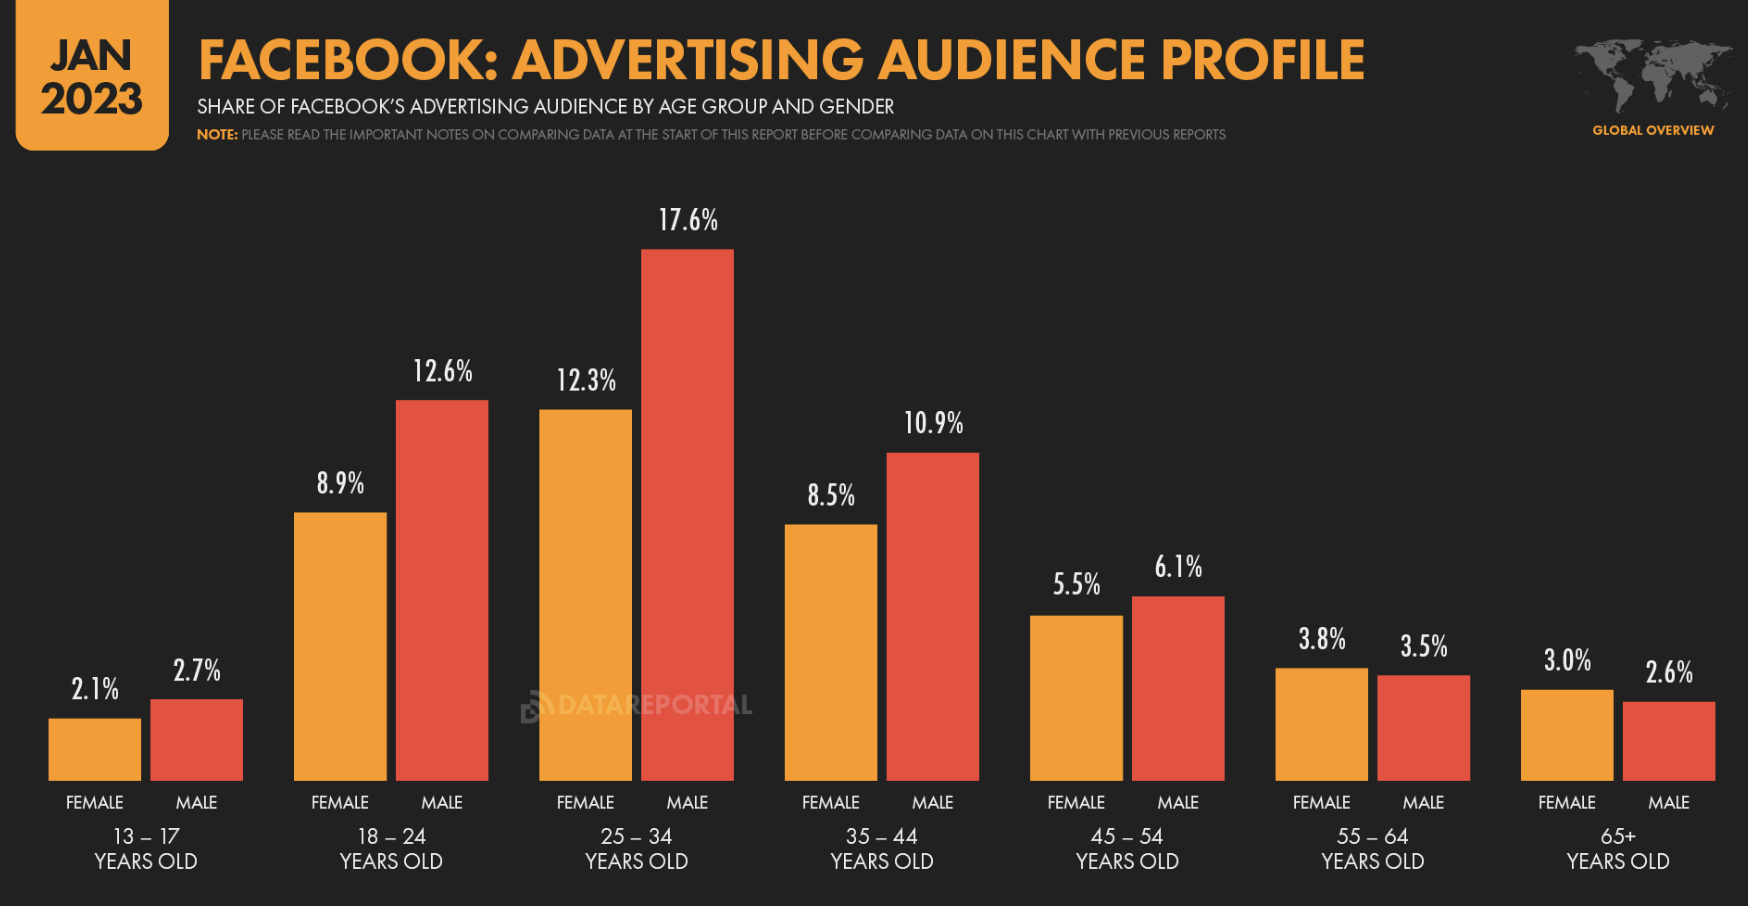 JAN
2023
FACEBOOK: ADVERTISING AUDIENCE PROFILE
SHARE OF FACEBOOK'S ADVERTISING AUDIENCE BY AGE GROUP AND GENDER
NOTE: PLEASE READ THE IMPORTANT NOTES ON COMPARING DATA AT THE START OF THIS REPORT BEFORE COMPARING DATA ON THIS CHART WITH PREVIOUS REPORTS
GLOBAL OVERVIEW
2.1%
2.7%
8.9%
12.6%
12.3%
17.6%
8.5%
10.9%
5.5%
6.1%
3.8%
3.5%
3.0%
2.6%
DATAREPORTAL
FEMALE MALE FEMALE MALE FEMALE MALE FEMALE MALE FEMALE MALE FEMALE MALE FEMALE MALE
13 – 17 18 – 24 25 – 34 35 – 44 45 – 54 55 – 64 65+
YEARS OLD YEARS OLD YEARS OLD YEARS OLD YEARS OLD YEARS OLD YEARS OLD